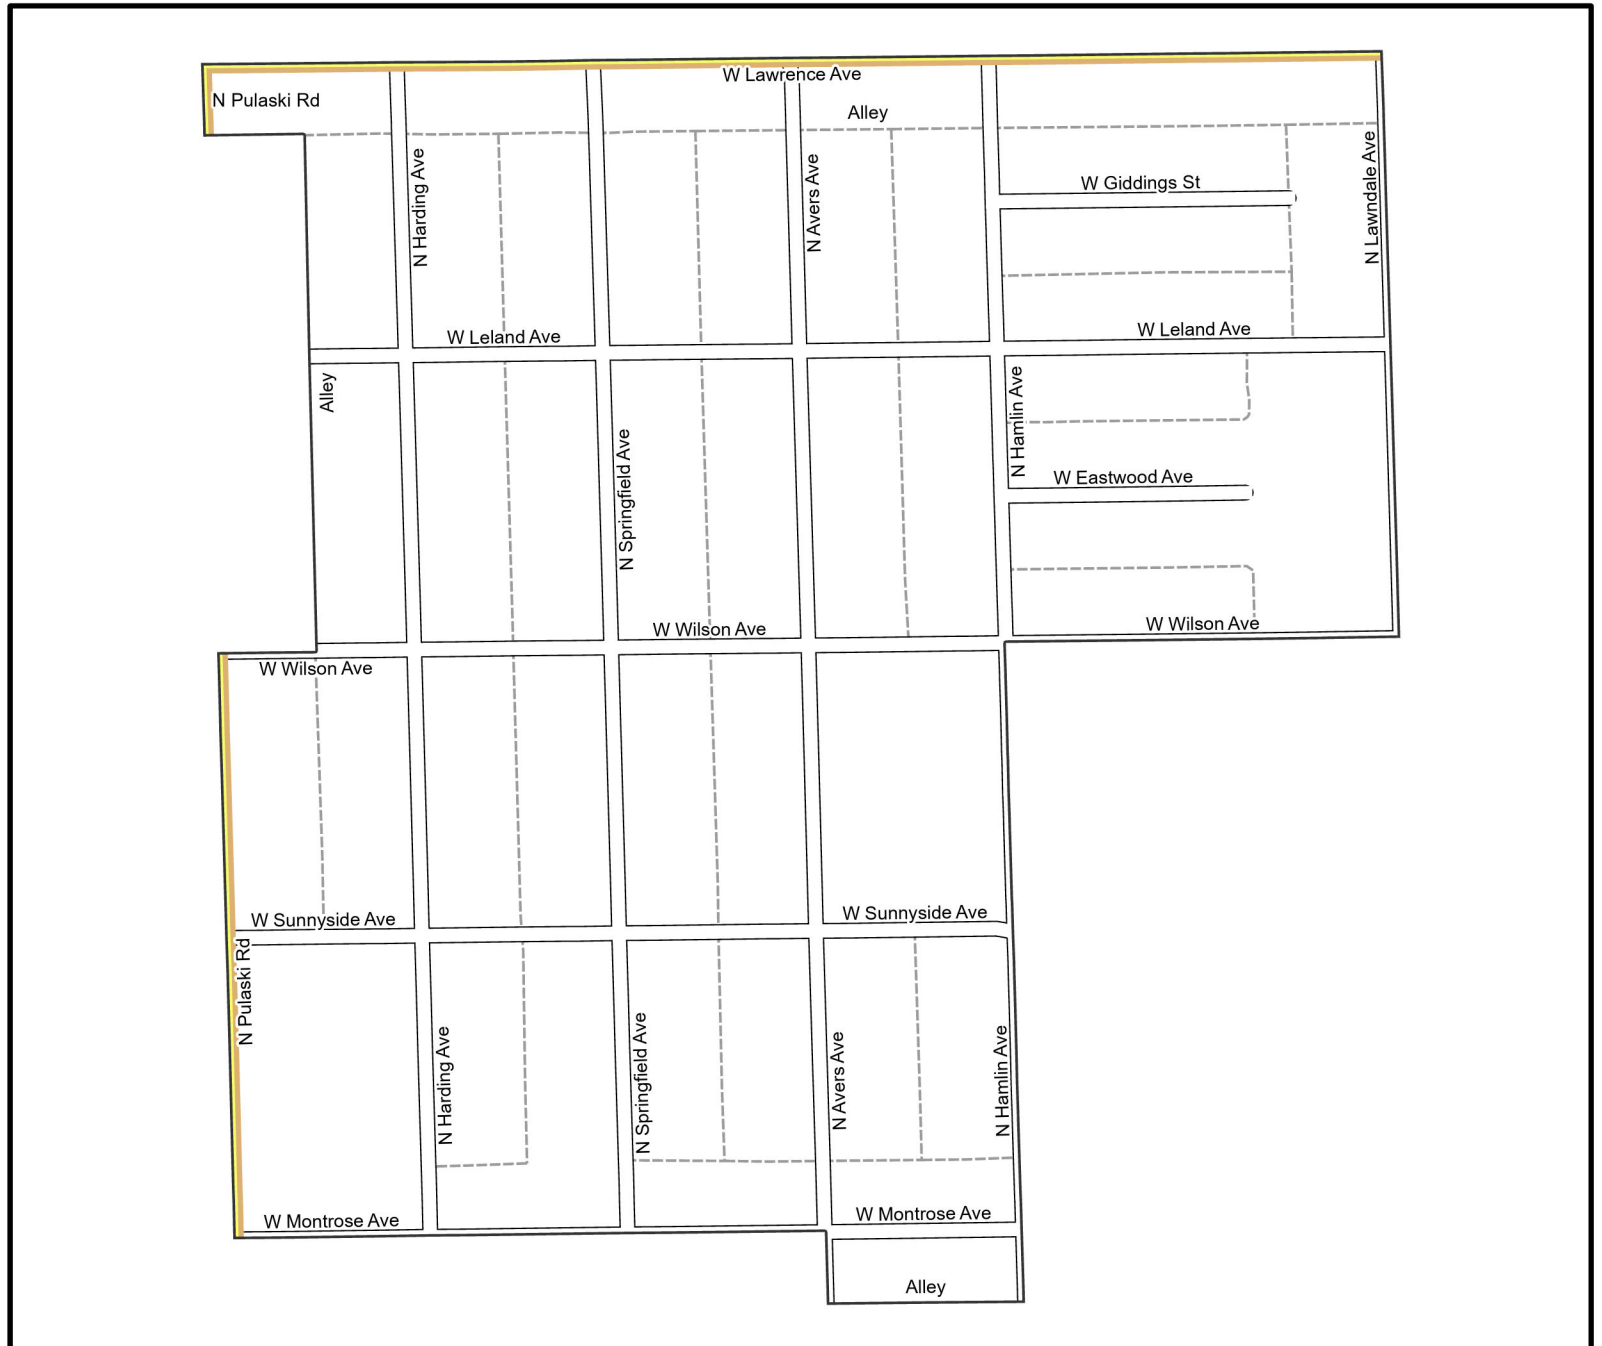 W Lawrence Ave
N Pulaski Rd
Alley
N Harding Ave
N Avers Ave
W Giddings St
N Lawndale Ave
W Leland Ave
W Leland Ave
Alley
N Hamlin Ave
N Springfield Ave
W Eastwood Ave
W Wilson Ave
W Wilson Ave
W Wilson Ave
W Sunnyside Ave
W Sunnyside Ave
N Pulaski Rd
N Harding Ave
N Springfield Ave
N Avers Ave
N Hamlin Ave
W Montrose Ave
W Montrose Ave
Alley